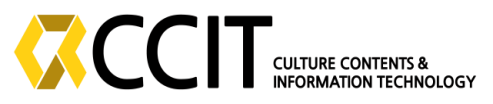 CCIT
CULTURE CONTENTS &
INFORMATION TECHNOLOGY